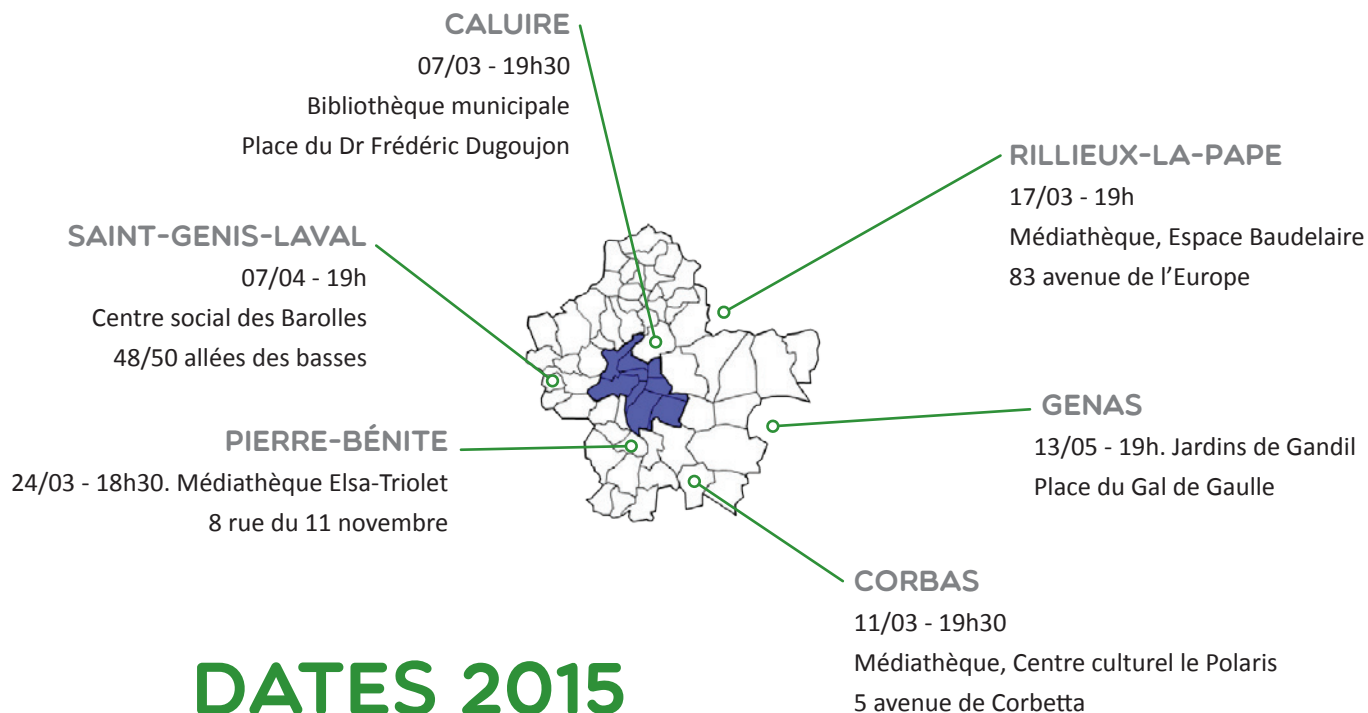 CALUIRE
07/03 - 19h30
Bibliothèque municipale
Place du Dr Frédéric Dugoujon
RILLIEUX-LA-PAPE
17/03 - 19h
Médiathèque, Espace Baudelaire
83 avenue de l’Europe
SAINT-GENIS-LAVAL
07/04 - 19h
Centre social des Barolles
48/50 allées des basses
GENAS
13/05 - 19h. Jardins de Gandil
Place du Gal de Gaulle
PIERRE-BÉNITE
24/03 - 18h30. Médiathèque Elsa-Triolet
8 rue du 11 novembre
CORBAS
11/03 - 19h30
Médiathèque, Centre culturel le Polaris
5 avenue de Corbetta
DATES 2015